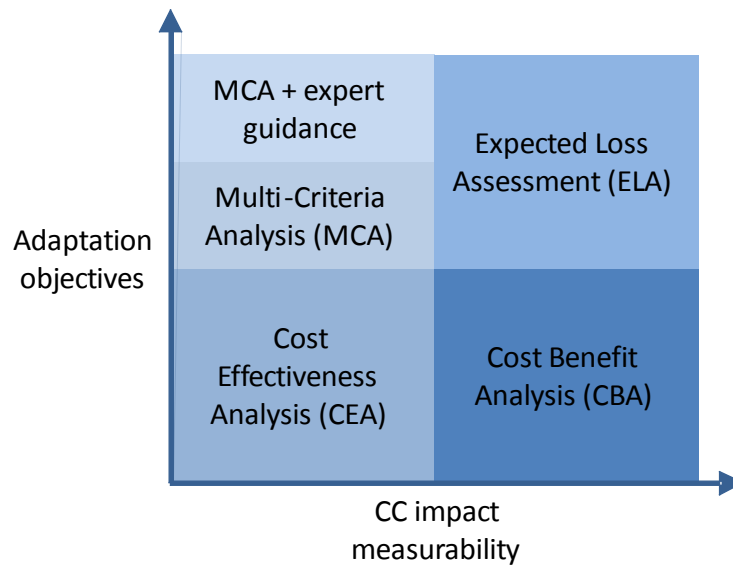 MCA + expert
guidance
Expected Loss
Assessment (ELA)
Multi-Criteria
Analysis (MCA)
Adaptation
objectives
Cost
Effectiveness
Analysis (CEA)
Cost Benefit
Analysis (CBA)
CC impact
measurability